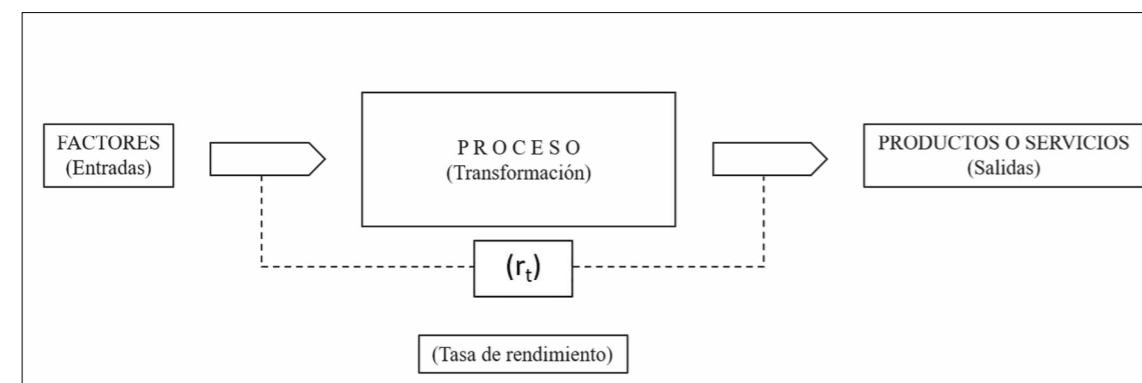 FACTORES
(Entradas)
P R O C E S O
(Transformación)
PRODUCTOS O SERVICIOS
(Salidas)
(rt)
(Tasa de rendimiento)